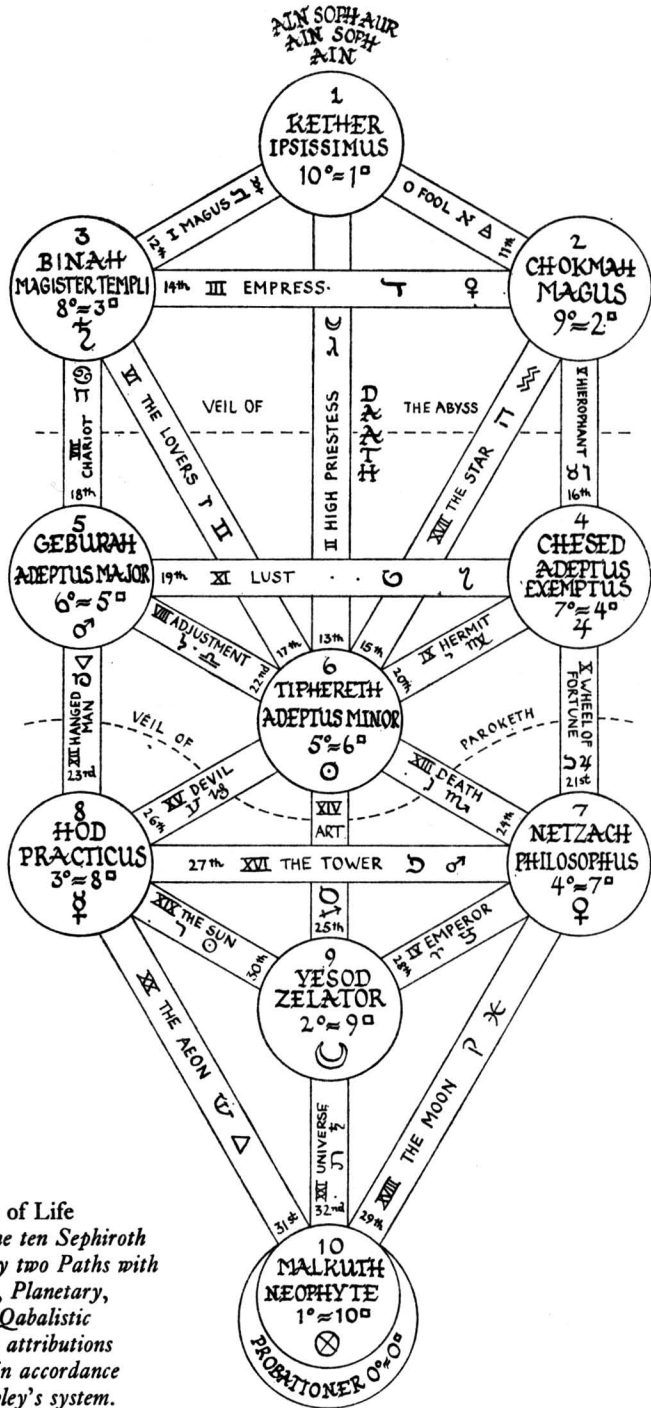 AIN SOPH AUR
AIN SOPH
AIN
1
KETHER
IPSISSIMUS
10°=1□
12th I MAGUS ב ☿
0 FOOL א △ 11th
3
BINAH
MAGISTER TEMPLI
8°=3□
♄
2
CHOKMAH
MAGUS
9°=2□
14th III EMPRESS. ד ♀
VII CHARIOT ח ♋
18th
VI THE LOVERS ז ♊
17th
VEIL OF THE ABYSS
II HIGH PRIESTESS ג ☽
13th
DAATH
XVII THE STAR ה ♒
15th
V HIEROPHANT
ו ♉
16th
5
GEBURAH
ADEPTUS MAJOR
6°=5□
♂
4
CHESED
ADEPTUS
EXEMPTUS
7°=4□
♃
19th XI LUST ט ♌
VIII ADJUSTMENT
ל ♎
22nd
IX HERMIT
י ♍
20th
6
TIPHERETH
ADEPTUS MINOR
5°=6□
☉
XII HANGED
MAN
מ ▽
23rd
X WHEEL OF
FORTUNE
כ ♃
21st
VEIL OF PAROKETH
26th XV DEVIL
ע ♑
XIII DEATH
נ ♏
24th
XIV
ART
ס ♐
25th
8
HOD
PRACTICUS
3°=8□
☿
7
NETZACH
PHILOSOPHUS
4°=7□
♀
27th XVI THE TOWER פ ♂
XIX THE SUN
ר ☉
30th
28th IV EMPEROR
♈ צ
9
YESOD
ZELATOR
2°=9□
☾
XX THE AEON ש △
31st
XXI UNIVERSE
32nd ת ♄
XVIII THE MOON ק ♓
29th
10
MALKUTH
NEOPHYTE
1°=10□
⊗
PROBATIONER 0°=0□
of Life
ne ten Sephiroth
y two Paths with
, Planetary,
Qabalistic
attributions
in accordance
ley's system.